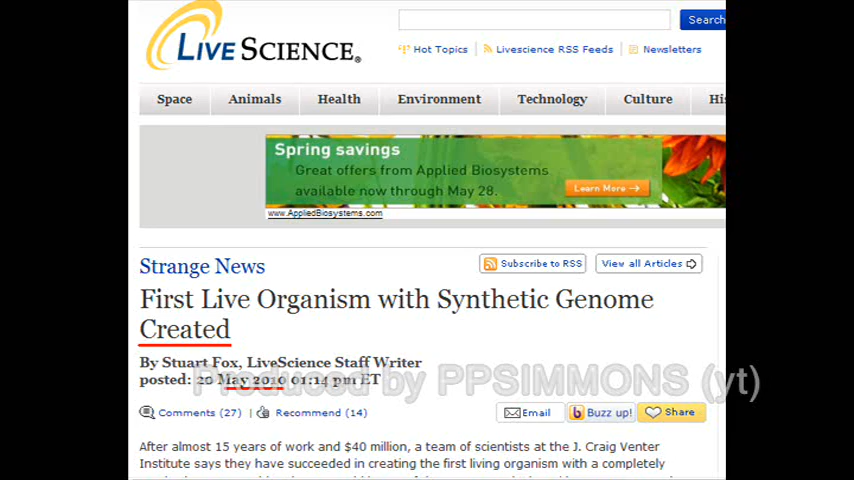 LIVESCIENCE®
Search
Hot Topics | Livescience RSS Feeds | Newsletters
Space Animals Health Environment Technology Culture
Spring savings
Great offers from Applied Biosystems
available now through May 28.
Learn More →
www.AppliedBiosystems.com
Strange News
Subscribe to RSS
View all Articles
First Live Organism with Synthetic Genome
Created
By Stuart Fox, LiveScience Staff Writer
posted: 20 May 2010 01:14 pm ET
Produced by PPSIMMONS (yt)
Comments (27) | Recommend (14)
Email
Buzz up!
Share
After almost 15 years of work and $40 million, a team of scientists at the J. Craig Venter
Institute says they have succeeded in creating the first living organism with a completely